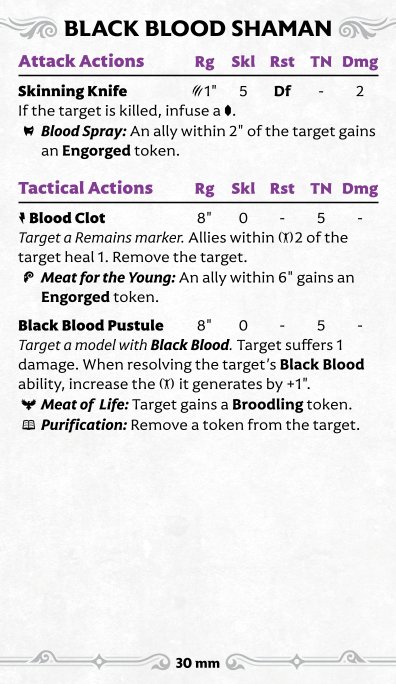 BLACK BLOOD SHAMAN
Attack Actions Rg Skl Rst TN Dmg
Skinning Knife 1" 5 Df - 2
If the target is killed, infuse a .
Blood Spray: An ally within 2" of the target gains
an Engorged token.
Tactical Actions Rg Skl Rst TN Dmg
Blood Clot 8" 0 - 5 -
Target a Remains marker. Allies within 2 of the
target heal 1. Remove the target.
Meat for the Young: An ally within 6" gains an
Engorged token.
Black Blood Pustule 8" 0 - 5 -
Target a model with Black Blood. Target suffers 1
damage. When resolving the target's Black Blood
ability, increase the it generates by +1".
Meat of Life: Target gains a Broodling token.
Purification: Remove a token from the target.
30 mm